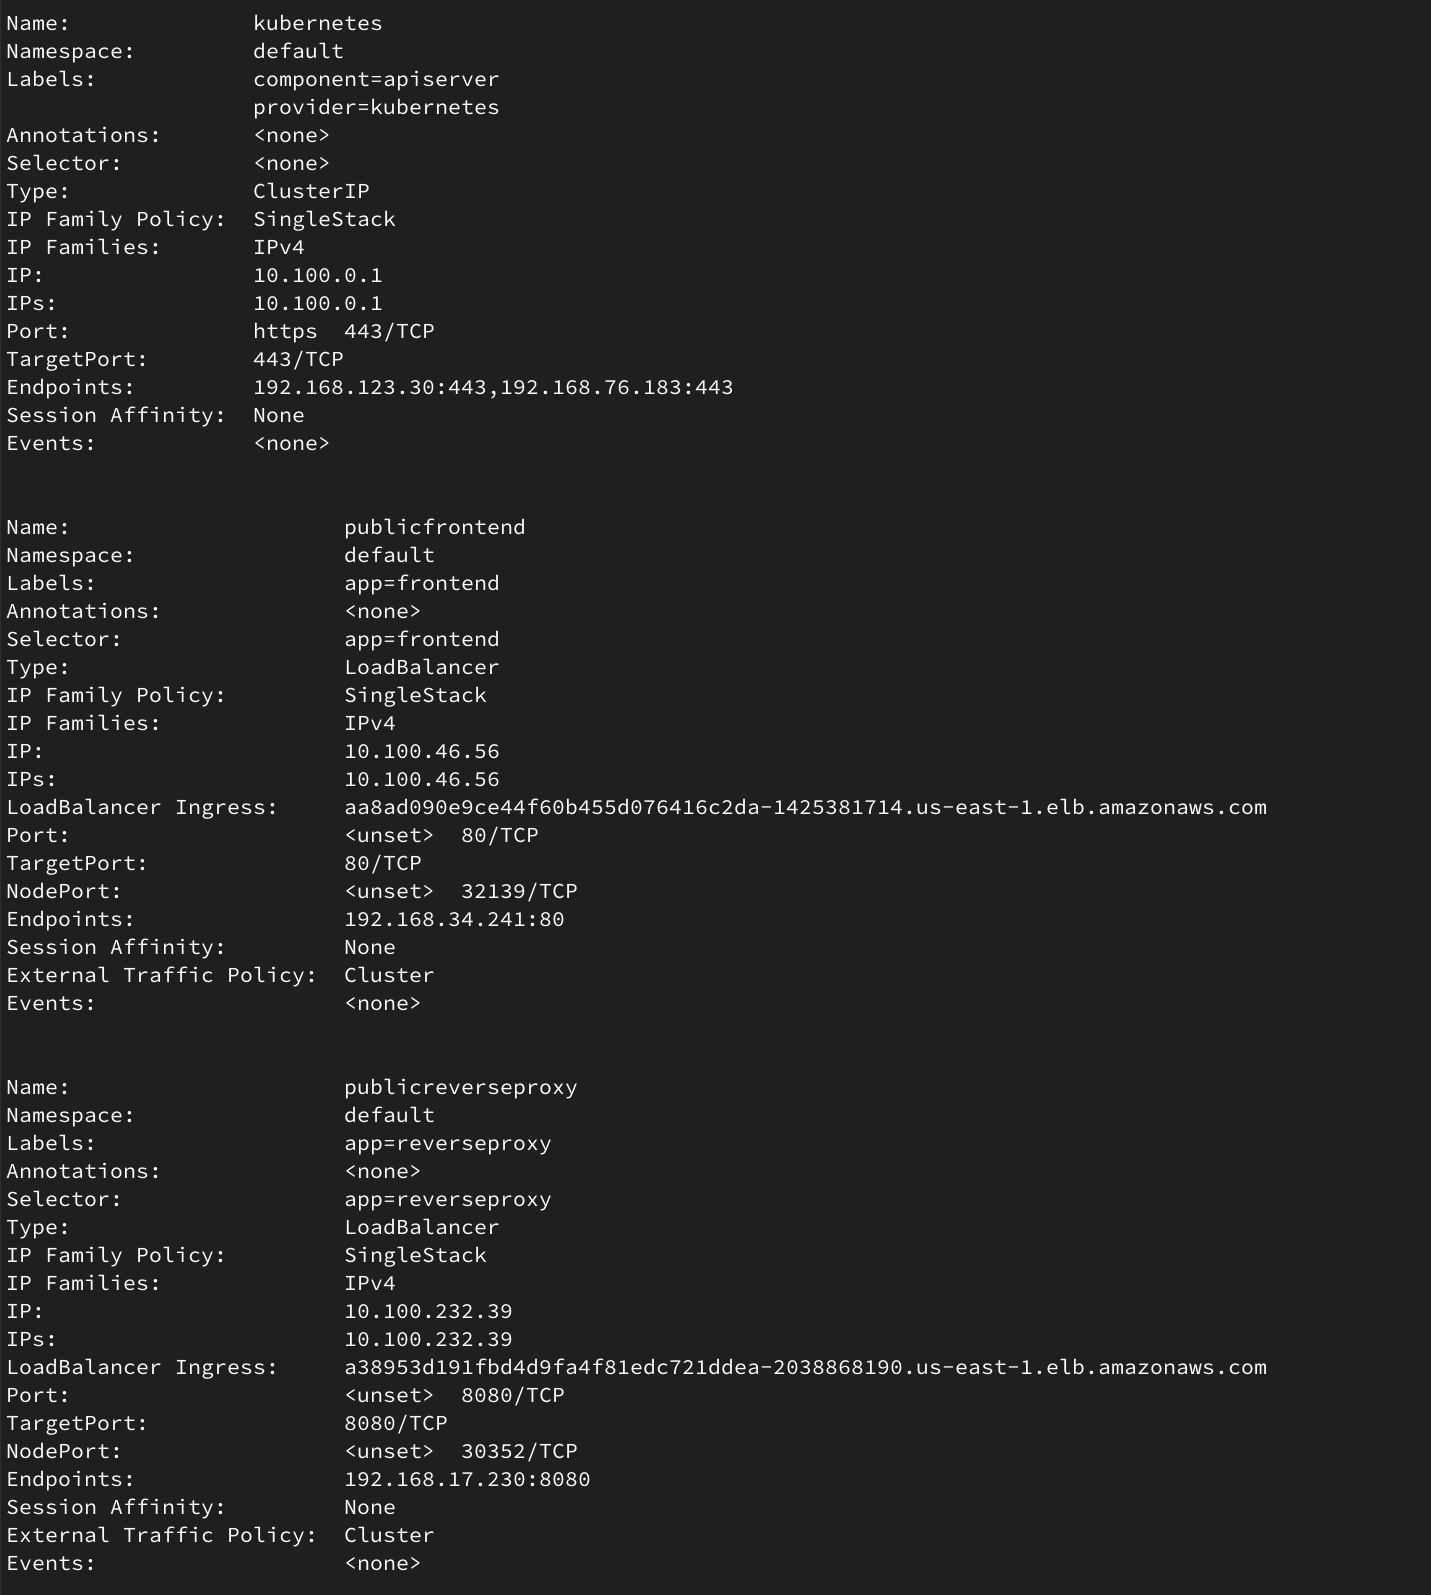 Name:              kubernetes
Namespace:         default
Labels:            component=apiserver
                   provider=kubernetes
Annotations:       <none>
Selector:          <none>
Type:              ClusterIP
IP Family Policy:  SingleStack
IP Families:       IPv4
IP:                10.100.0.1
IPs:               10.100.0.1
Port:              https  443/TCP
TargetPort:        443/TCP
Endpoints:         192.168.123.30:443,192.168.76.183:443
Session Affinity:  None
Events:            <none>

Name:                     publicfrontend
Namespace:                default
Labels:                   app=frontend
Annotations:              <none>
Selector:                 app=frontend
Type:                     LoadBalancer
IP Family Policy:         SingleStack
IP Families:              IPv4
IP:                       10.100.46.56
IPs:                      10.100.46.56
LoadBalancer Ingress:     aa8ad090e9ce44f60b455d076416c2da-1425381714.us-east-1.elb.amazonaws.com
Port:                     <unset>  80/TCP
TargetPort:               80/TCP
NodePort:                 <unset>  32139/TCP
Endpoints:                192.168.34.241:80
Session Affinity:         None
External Traffic Policy:  Cluster
Events:                   <none>

Name:                     publicreverseproxy
Namespace:                default
Labels:                   app=reverseproxy
Annotations:              <none>
Selector:                 app=reverseproxy
Type:                     LoadBalancer
IP Family Policy:         SingleStack
IP Families:              IPv4
IP:                       10.100.232.39
IPs:                      10.100.232.39
LoadBalancer Ingress:     a38953d191fbd4d9fa4f81edc721ddea-2038868190.us-east-1.elb.amazonaws.com
Port:                     <unset>  8080/TCP
TargetPort:               8080/TCP
NodePort:                 <unset>  30352/TCP
Endpoints:                192.168.17.230:8080
Session Affinity:         None
External Traffic Policy:  Cluster
Events:                   <none>